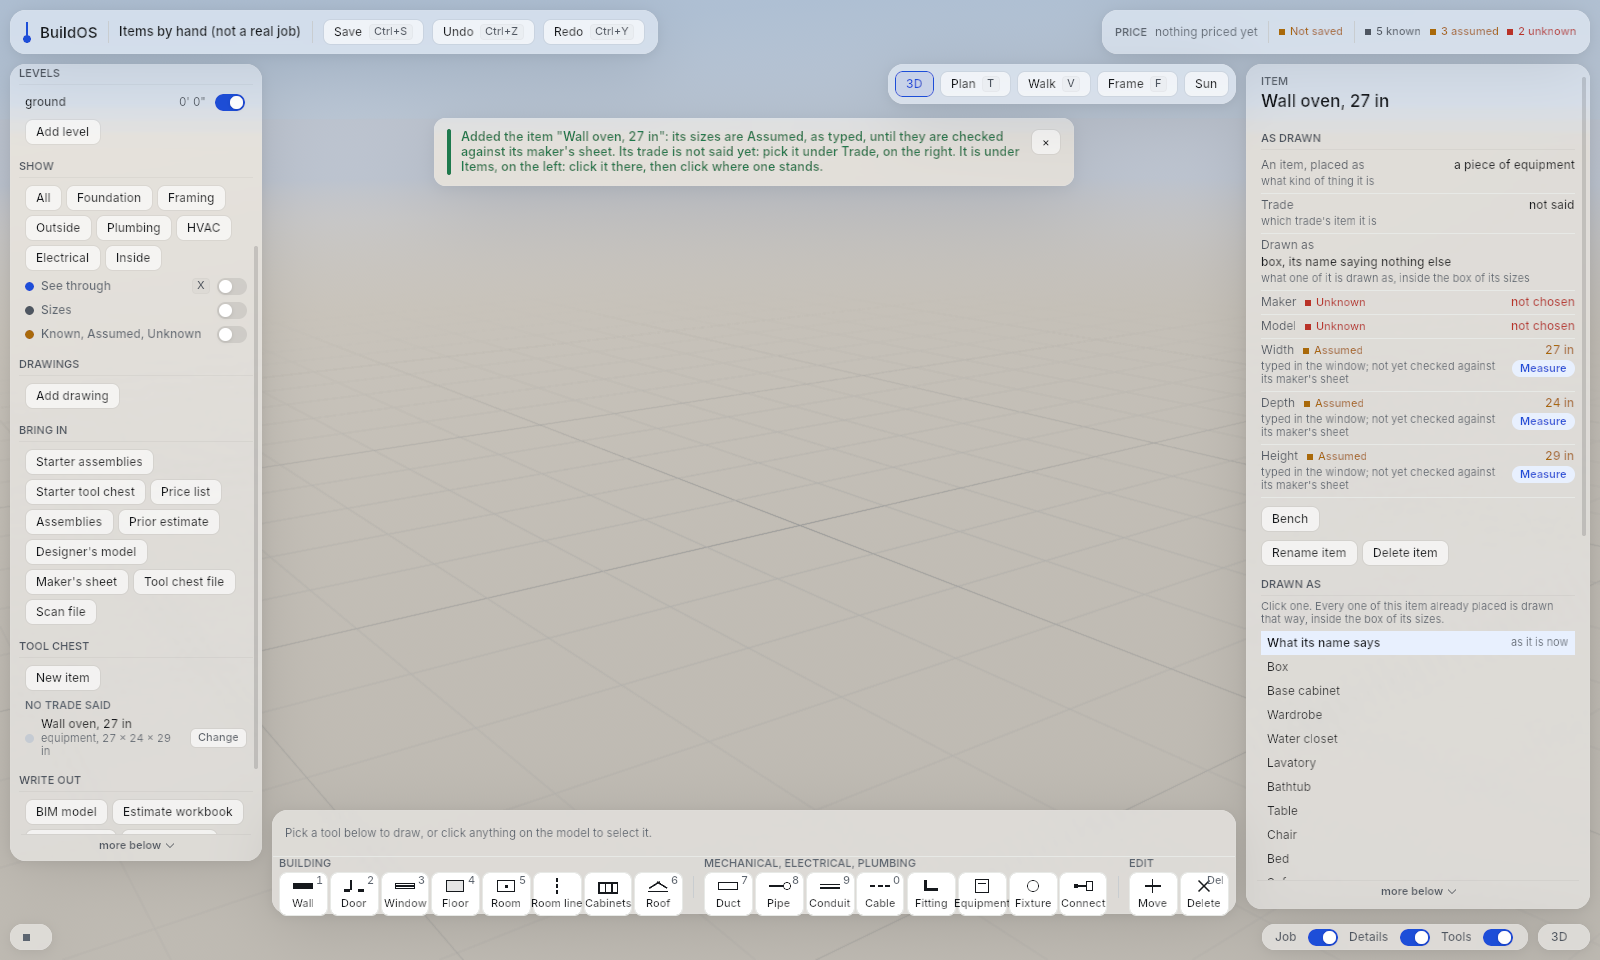 BuildOS
Items by hand (not a real job)
Save Ctrl+S
Undo Ctrl+Z
Redo Ctrl+Y
PRICE nothing priced yet
Not saved
5 known
3 assumed
2 unknown
LEVELS
ground 0' 0"
Add level
SHOW
All Foundation Framing
Outside Plumbing HVAC
Electrical Inside
See through X
Sizes
Known, Assumed, Unknown
DRAWINGS
Add drawing
BRING IN
Starter assemblies
Starter tool chest Price list
Assemblies Prior estimate
Designer's model
Maker's sheet Tool chest file
Scan file
TOOL CHEST
New item
NO TRADE SAID
Wall oven, 27 in
equipment, 27 × 24 × 29
in
Change
WRITE OUT
BIM model Estimate workbook
more below
3D Plan T Walk V Frame F Sun
Added the item "Wall oven, 27 in": its sizes are Assumed, as typed, until they are checked
against its maker's sheet. Its trade is not said yet: pick it under Trade, on the right. It is under
Items, on the left: click it there, then click where one stands.
×
Pick a tool below to draw, or click anything on the model to select it.
BUILDING
1 Wall
2 Door
3 Window
4 Floor
5 Room
Room line
Cabinets
6 Roof
MECHANICAL, ELECTRICAL, PLUMBING
7 Duct
8 Pipe
9 Conduit
0 Cable
Fitting
Equipment
Fixture
Connect
EDIT
Move
Del Delete
ITEM
Wall oven, 27 in
AS DRAWN
An item, placed as a piece of equipment
what kind of thing it is
Trade not said
which trade's item it is
Drawn as
box, its name saying nothing else
what one of it is drawn as, inside the box of its sizes
Maker Unknown not chosen
Model Unknown not chosen
Width Assumed 27 in
typed in the window; not yet checked against
its maker's sheet
Measure
Depth Assumed 24 in
typed in the window; not yet checked against
its maker's sheet
Measure
Height Assumed 29 in
typed in the window; not yet checked against
its maker's sheet
Measure
Bench
Rename item Delete item
DRAWN AS
Click one. Every one of this item already placed is drawn
that way, inside the box of its sizes.
What its name says as it is now
Box
Base cabinet
Wardrobe
Water closet
Lavatory
Bathtub
Table
Chair
Bed
more below
Job Details Tools 3D